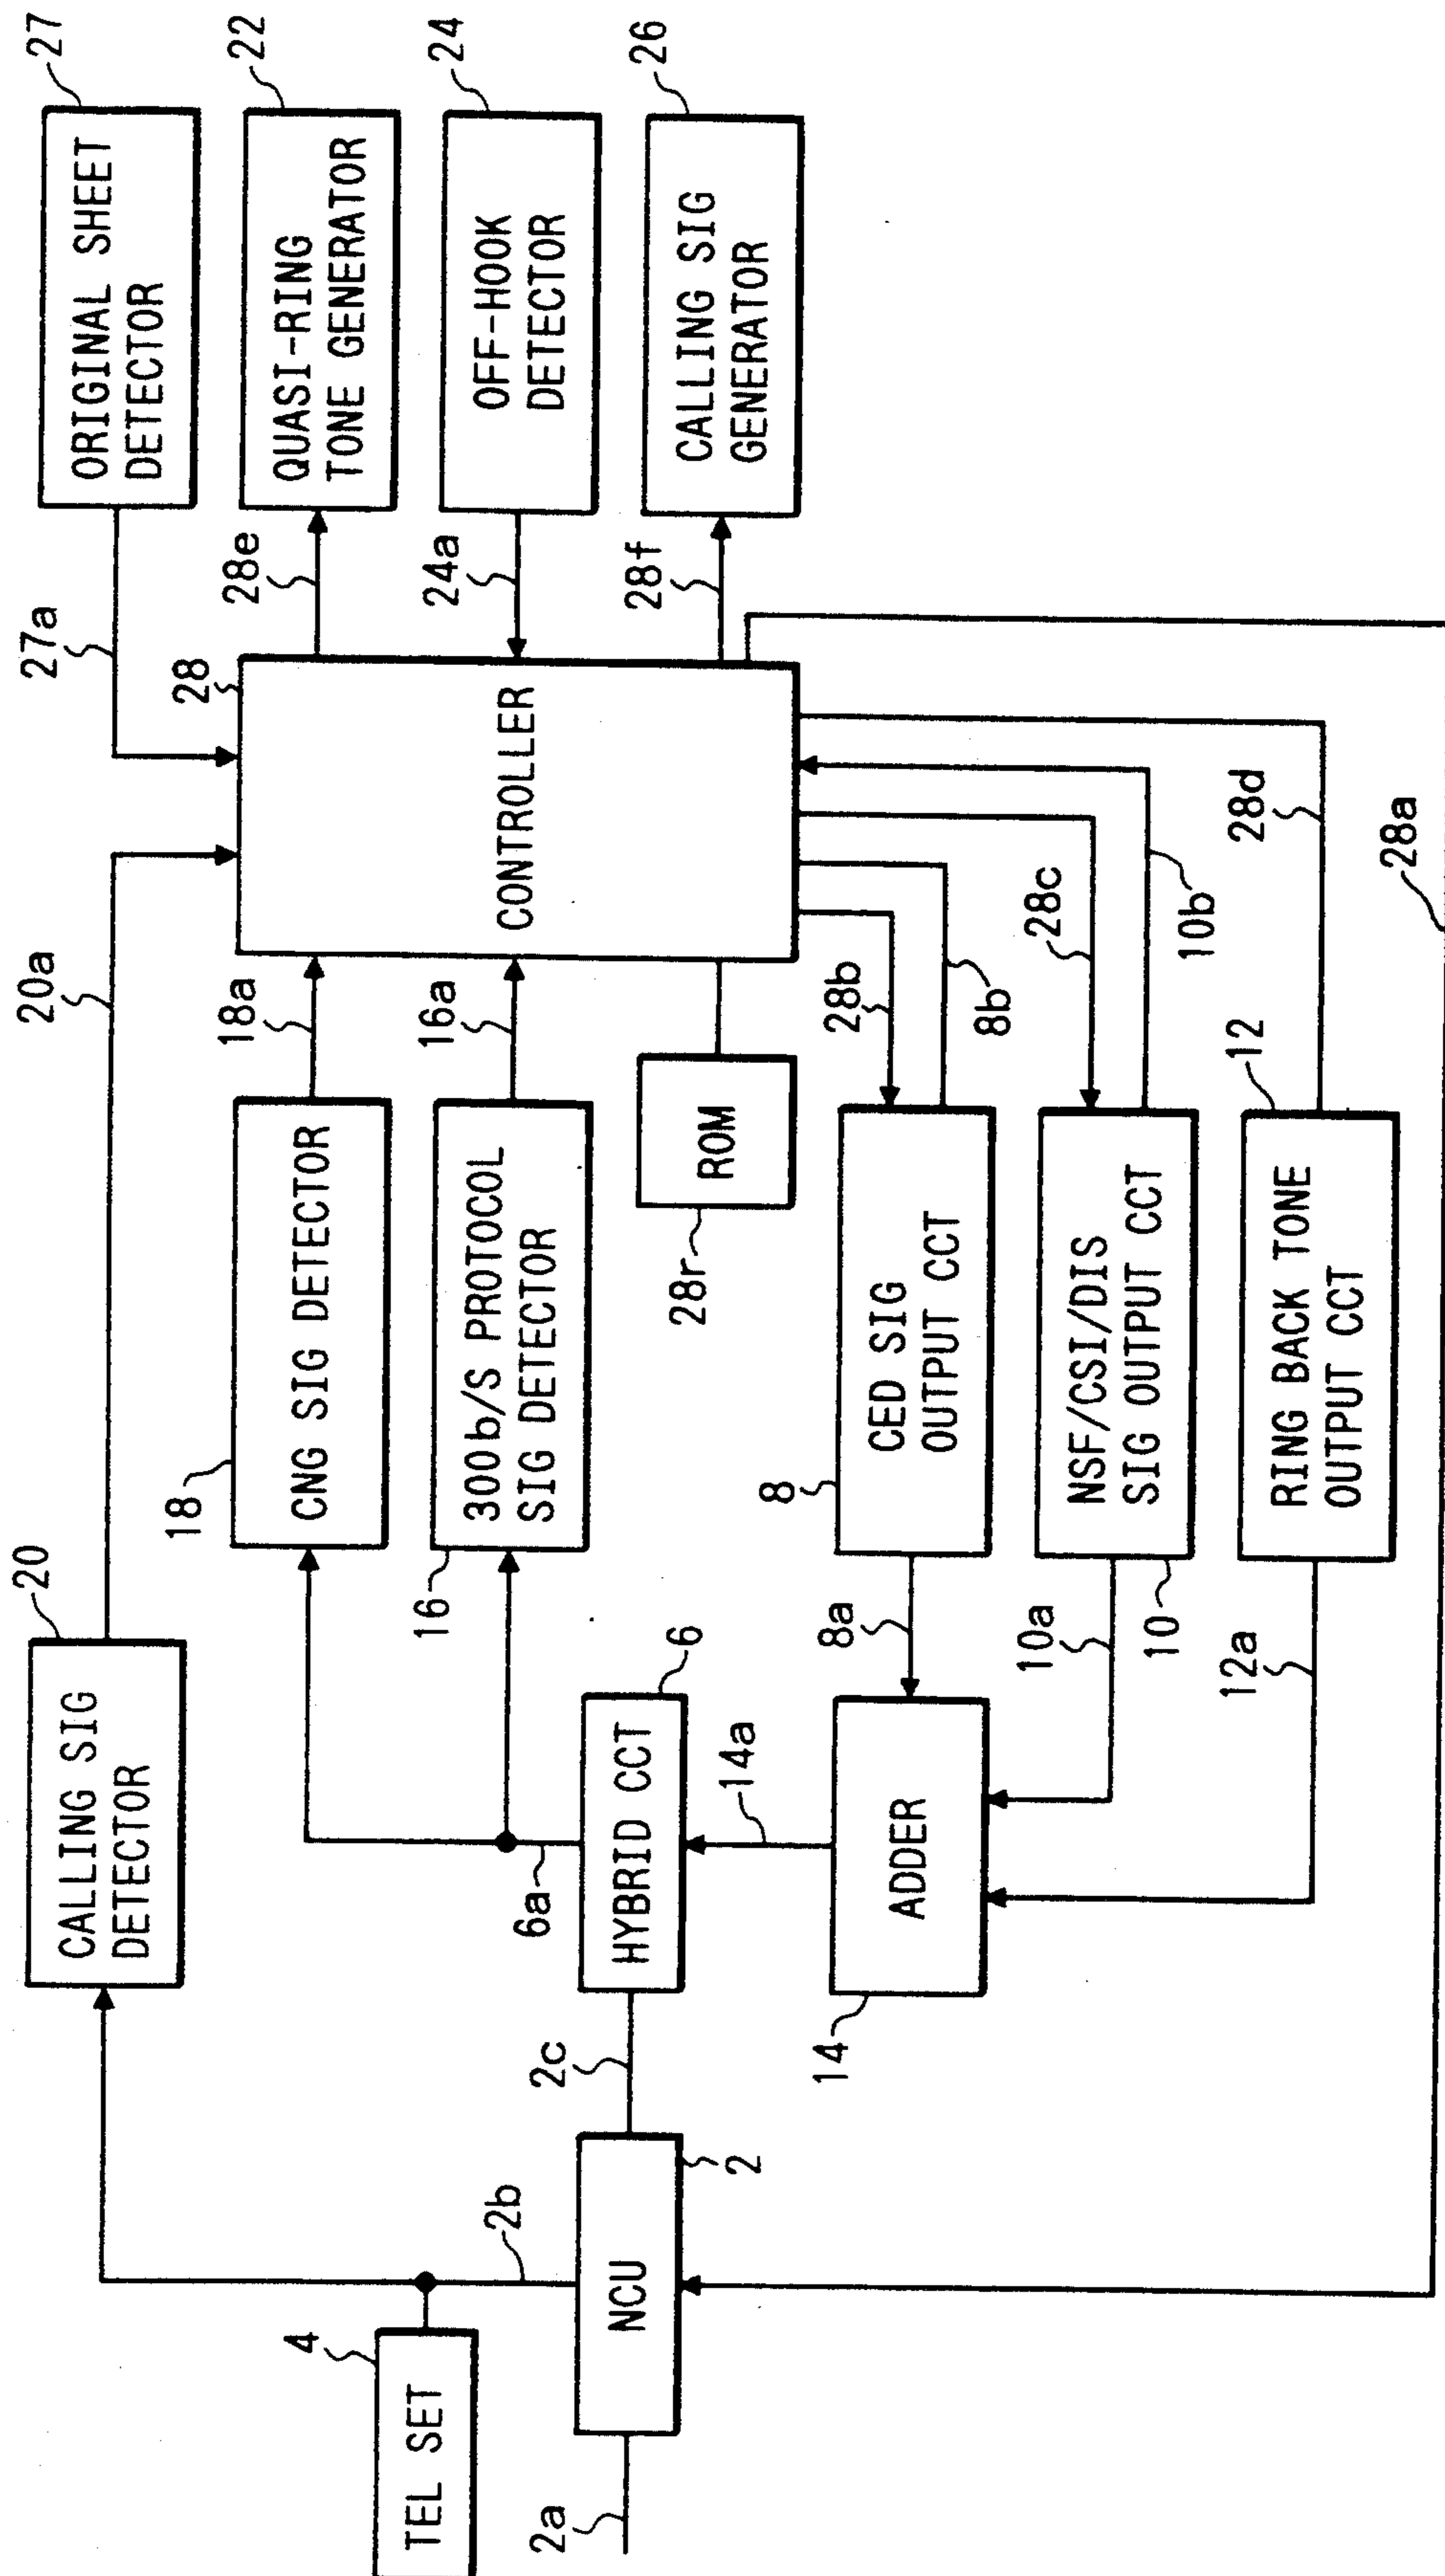 27
ORIGINAL SHEET
DETECTOR
27a
22
QUASI-RING
TONE GENERATOR
28e
24
OFF-HOOK
DETECTOR
24a
26
CALLING SIG
GENERATOR
28f
28
CONTROLLER
20
CALLING SIG
DETECTOR
20a
18
CNG SIG DETECTOR
18a
16
300b/S PROTOCOL
SIG DETECTOR
16a
ROM
28r
4
TEL SET
2a
NCU
2
2b
2c
HYBRID CCT
6
6a
14a
ADDER
14
8
CED SIG
OUTPUT CCT
8a
28b
8b
NSF/CSI/DIS
SIG OUTPUT CCT
10
10a
28c
10b
12
RING BACK TONE
OUTPUT CCT
12a
28d
28a